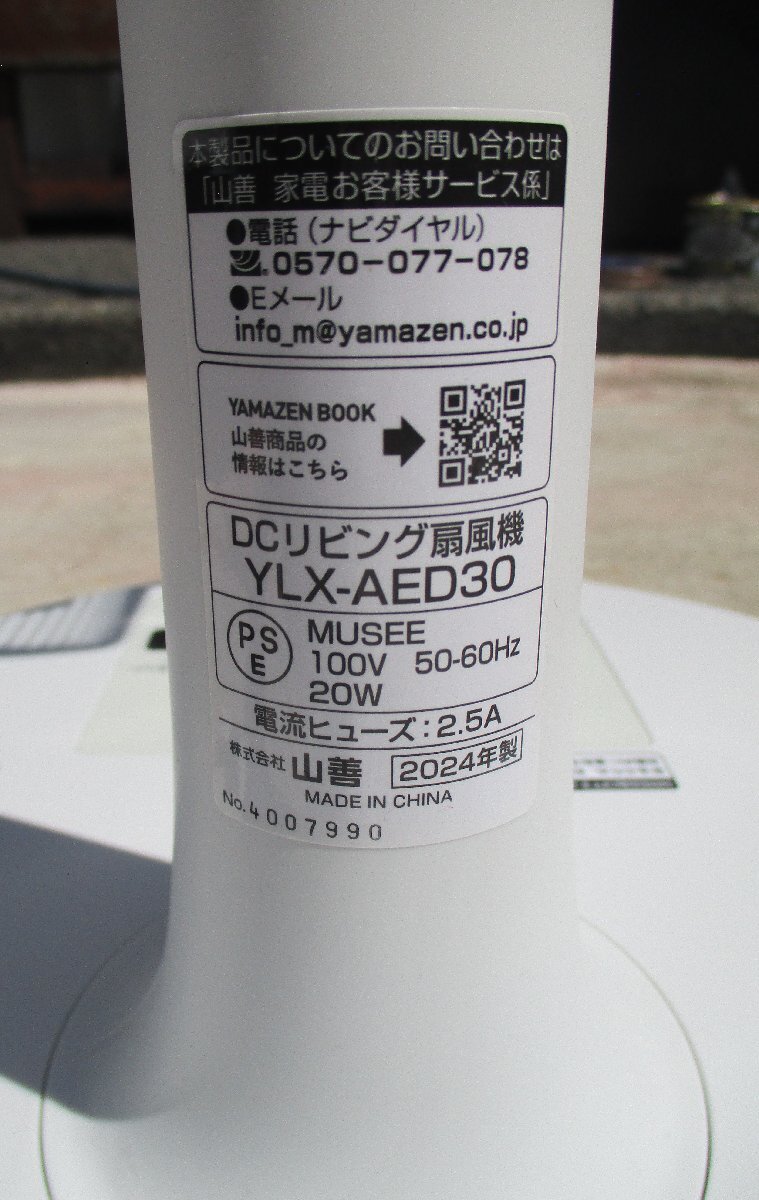 本製品についてのお問い合わせは
「山善 家電お客様サービス係」
●電話（ナビダイヤル）
0570-077-078
●Eメール
info_m@yamazen.co.jp
YAMAZEN BOOK
山善商品の
情報はこちら
DCリビング扇風機
YLX-AED30
PSE
MUSEE
100V 50-60Hz
20W
電流ヒューズ：2.5A
株式会社 山善 2024年製
MADE IN CHINA
No.4007990